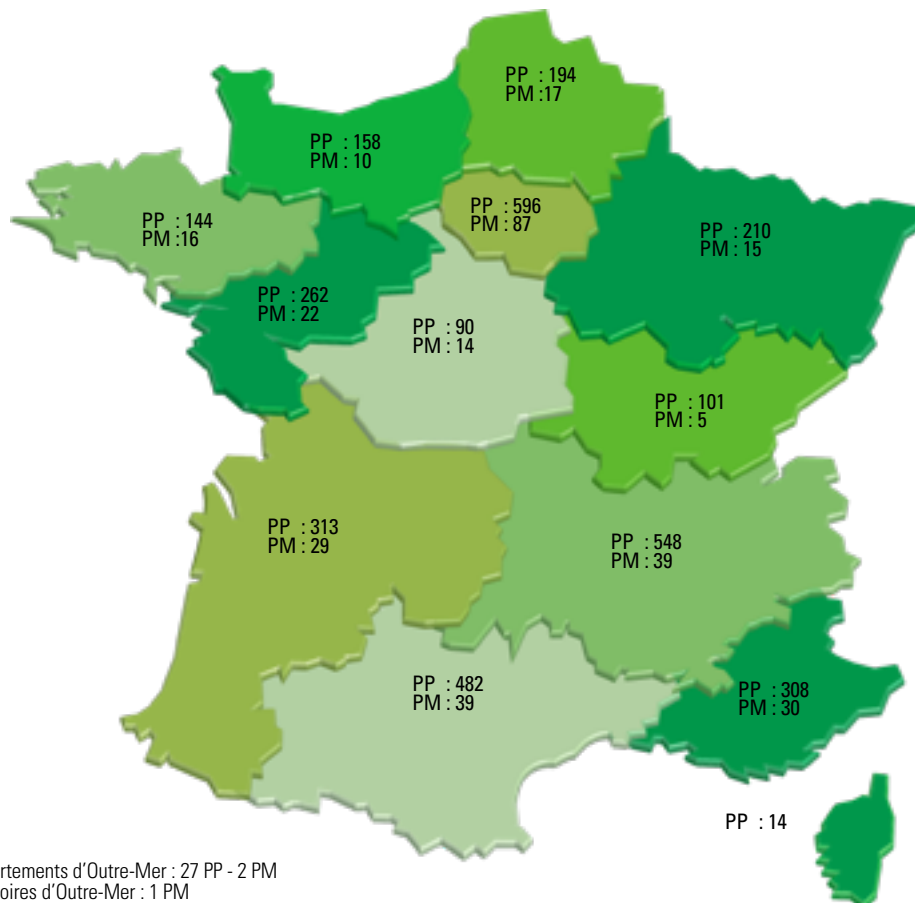 PP : 194
PM :17
PP : 158
PM : 10
PP : 596
PM : 87
PP : 144
PM :16
PP : 210
PM : 15
PP : 262
PM : 22
PP : 90
PM : 14
PP : 101
PM : 5
PP : 313
PM : 29
PP : 548
PM : 39
PP : 482
PM : 39
PP : 308
PM : 30
PP : 14
rtements d'Outre-Mer : 27 PP - 2 PM
oires d'Outre-Mer : 1 PM